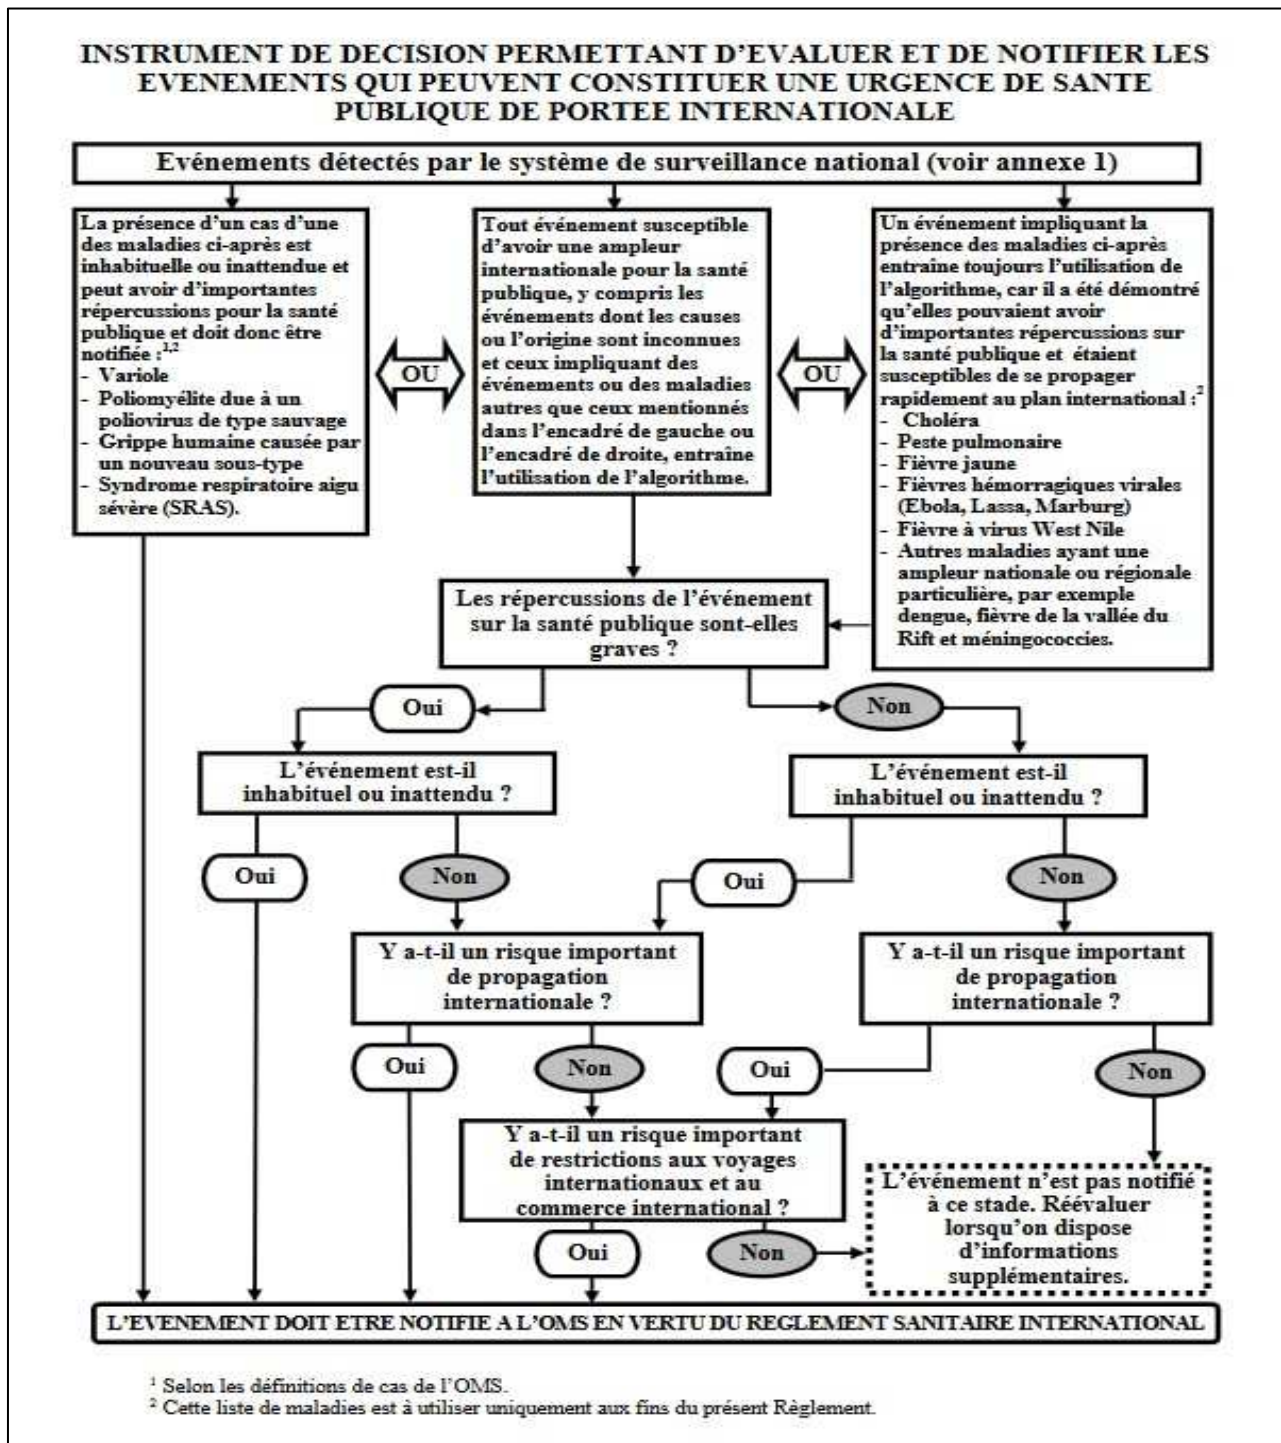 INSTRUMENT DE DECISION PERMETTANT D'EVALUER ET DE NOTIFIER LES
EVENEMENTS QUI PEUVENT CONSTITUER UNE URGENCE DE SANTE
PUBLIQUE DE PORTEE INTERNATIONALE
Evénements détectés par le système de surveillance national (voir annexe 1)
La présence d'un cas d'une
des maladies ci-après est
inhabituelle ou inattendue et
peut avoir d'importantes
répercussions pour la santé
publique et doit donc être
notifiée :1,2
- Variole
- Poliomyélite due à un
poliovirus de type sauvage
- Grippe humaine causée par
un nouveau sous-type
- Syndrome respiratoire aigu
sévère (SRAS).
OU
Tout événement susceptible
d'avoir une ampleur
internationale pour la santé
publique, y compris les
événements dont les causes
ou l'origine sont inconnues
et ceux impliquant des
événements ou des maladies
autres que ceux mentionnés
dans l'encadré de gauche ou
l'encadré de droite, entraîne
l'utilisation de l'algorithme.
OU
Un événement impliquant la
présence des maladies ci-après
entraîne toujours l'utilisation de
l'algorithme, car il a été démontré
qu'elles pouvaient avoir
d'importantes répercussions sur
la santé publique et étaient
susceptibles de se propager
rapidement au plan international :2
- Choléra
- Peste pulmonaire
- Fièvre jaune
- Fièvres hémorragiques virales
(Ebola, Lassa, Marburg)
- Fièvre à virus West Nile
- Autres maladies ayant une
ampleur nationale ou régionale
particulière, par exemple
dengue, fièvre de la vallée du
Rift et méningococcies.
Les répercussions de l'événement
sur la santé publique sont-elles
graves ?
Oui
Non
L'événement est-il
inhabituel ou inattendu ?
L'événement est-il
inhabituel ou inattendu ?
Oui
Non
Oui
Non
Y a-t-il un risque important
de propagation
internationale ?
Y a-t-il un risque important
de propagation
internationale ?
Oui
Non
Oui
Non
Y a-t-il un risque important
de restrictions aux voyages
internationaux et au
commerce international ?
L'événement n'est pas notifié
à ce stade. Réévaluer
lorsqu'on dispose
d'informations
supplémentaires.
Oui
Non
L'EVENEMENT DOIT ETRE NOTIFIE A L'OMS EN VERTU DU REGLEMENT SANITAIRE INTERNATIONAL
1 Selon les définitions de cas de l'OMS.
2 Cette liste de maladies est à utiliser uniquement aux fins du présent Règlement.